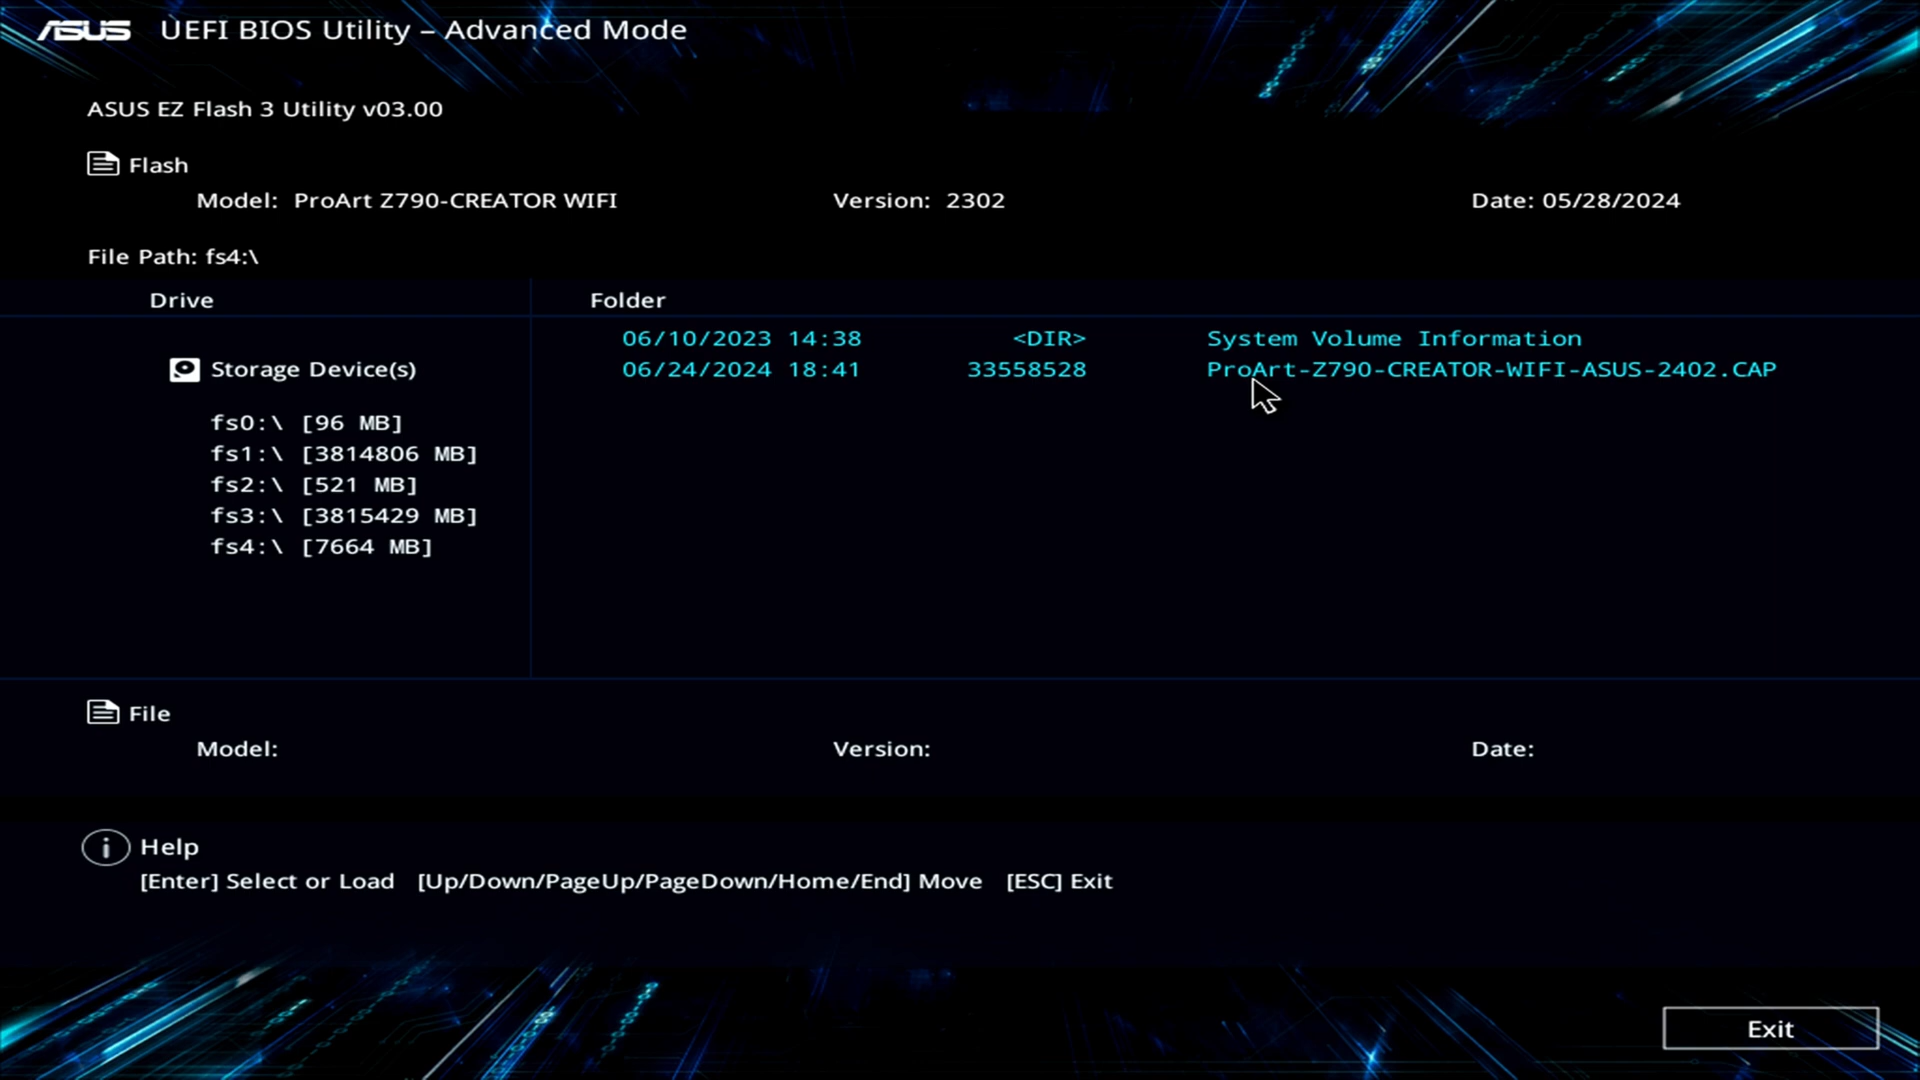 ASUS UEFI BIOS Utility – Advanced Mode
ASUS EZ Flash 3 Utility v03.00
Flash
Model: ProArt Z790-CREATOR WIFI Version: 2302 Date: 05/28/2024
File Path: fs4:\
Drive Folder
06/10/2023 14:38 <DIR> System Volume Information
Storage Device(s) 06/24/2024 18:41 33558528 ProArt-Z790-CREATOR-WIFI-ASUS-2402.CAP
fs0:\ [96 MB]
fs1:\ [3814806 MB]
fs2:\ [521 MB]
fs3:\ [3815429 MB]
fs4:\ [7664 MB]
File
Model: Version: Date:
Help
[Enter] Select or Load [Up/Down/PageUp/PageDown/Home/End] Move [ESC] Exit
Exit